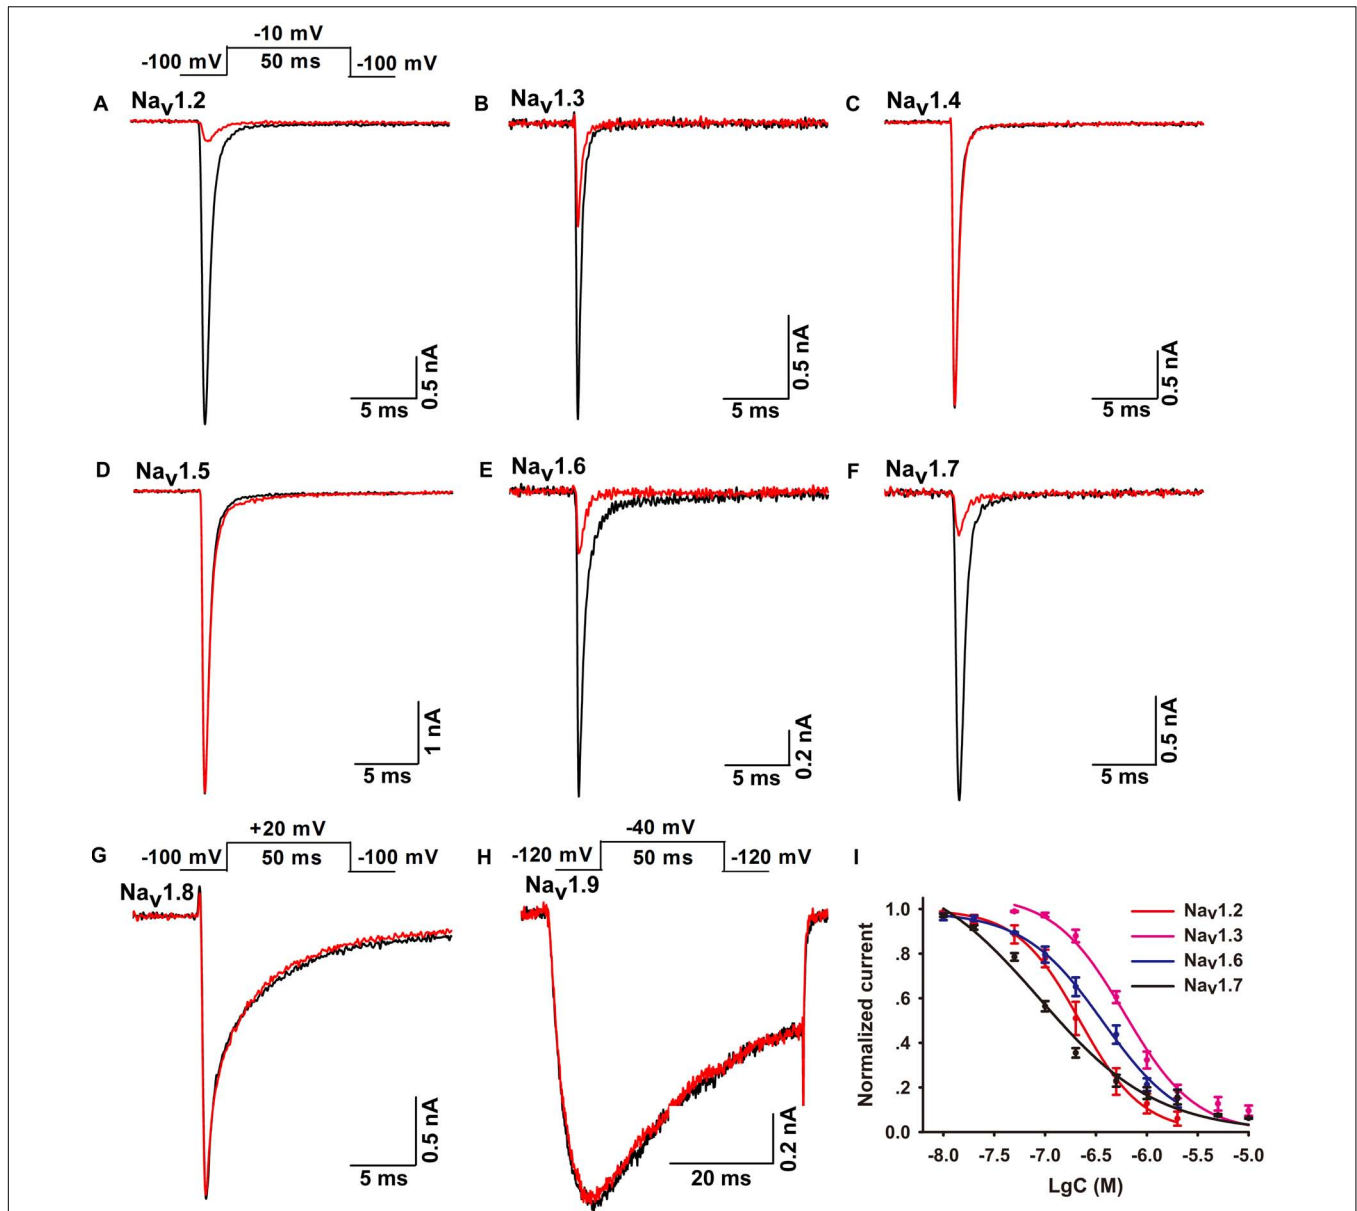 -10 mV
-100 mV 50 ms -100 mV
A Nav1.2
0.5 nA
5 ms
B Nav1.3
0.5 nA
5 ms
C Nav1.4
0.5 nA
5 ms
D Nav1.5
1 nA
5 ms
E Nav1.6
0.2 nA
5 ms
F Nav1.7
0.5 nA
5 ms
+20 mV
G -100 mV 50 ms -100 mV
Nav1.8
0.5 nA
5 ms
-40 mV
H -120 mV 50 ms -120 mV
Nav1.9
0.2 nA
20 ms
I
Normalized current
1.0
.8
.6
.4
.2
0.0
-8.0 -7.5 -7.0 -6.5 -6.0 -5.5 -5.0
LgC (M)
Nav1.2
Nav1.3
Nav1.6
Nav1.7